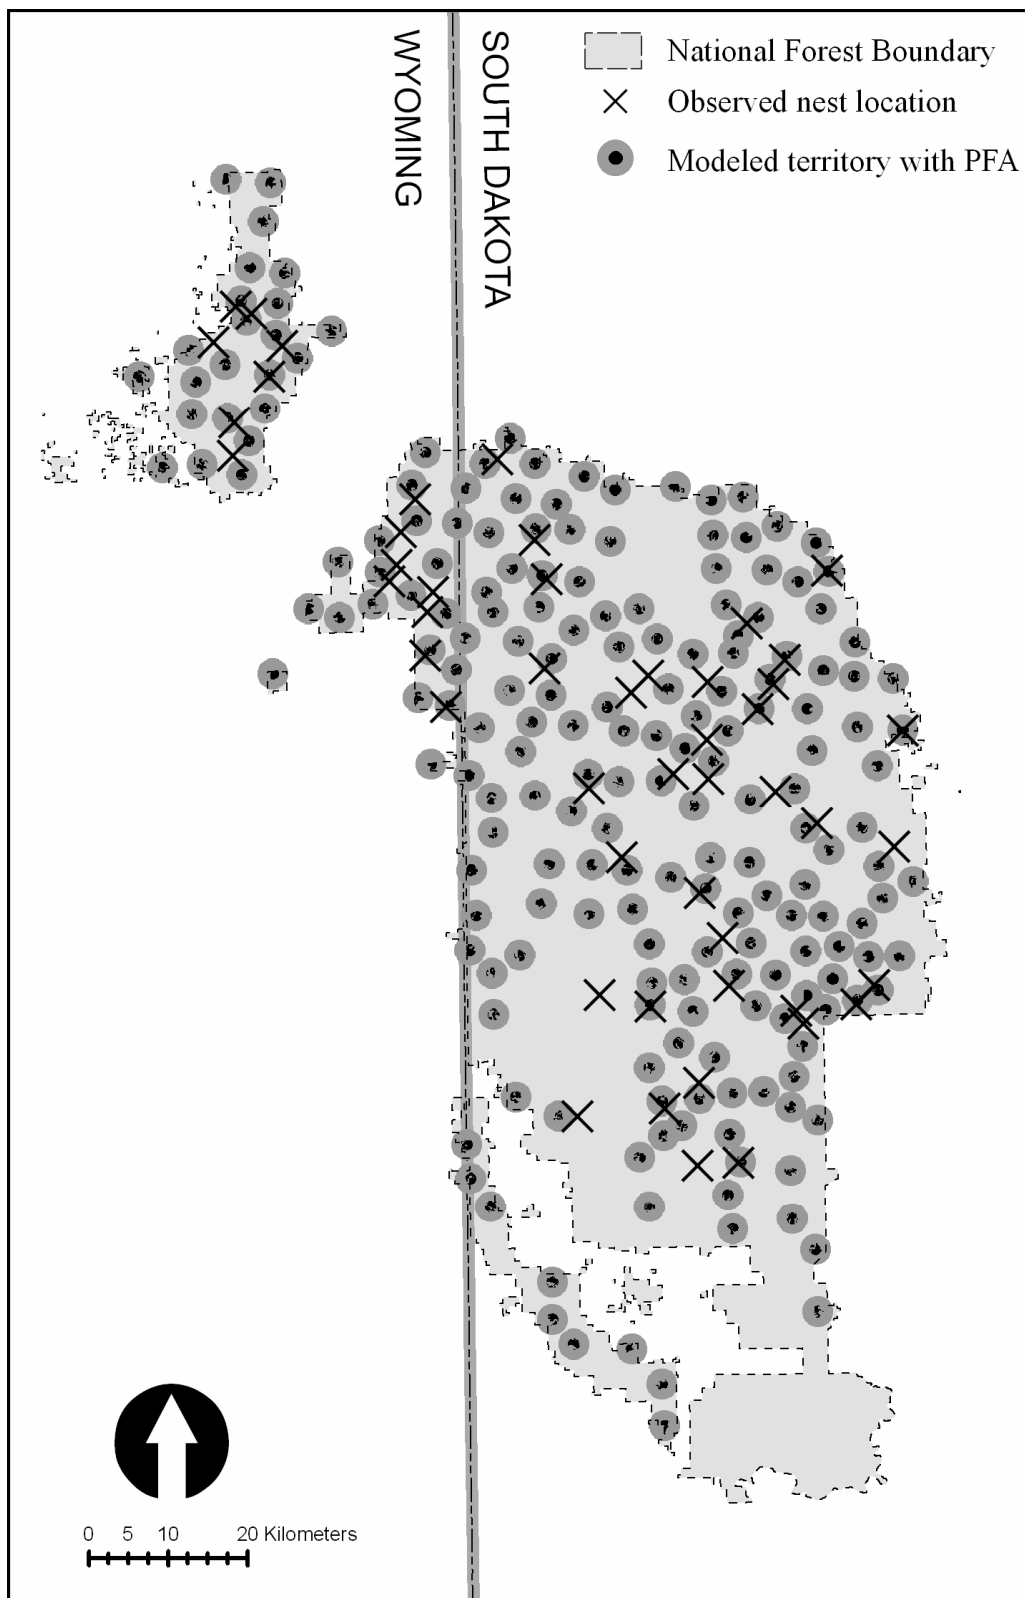 WYOMING
SOUTH DAKOTA
National Forest Boundary
Observed nest location
Modeled territory with PFA
0 5 10 20 Kilometers